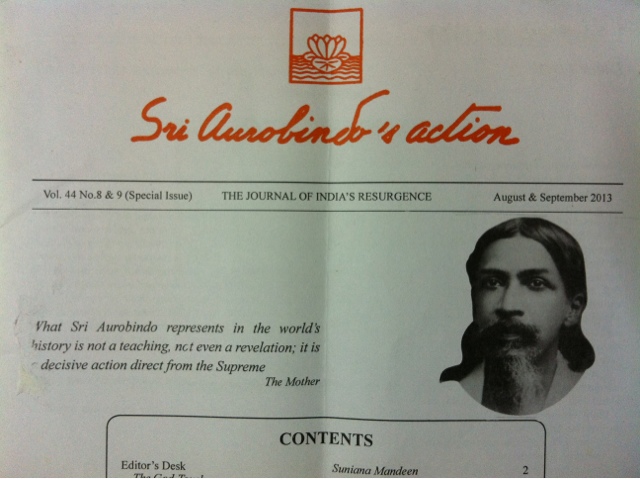 Sri Aurobindo's action
Vol. 44 No.8 & 9 (Special Issue) THE JOURNAL OF INDIA'S RESURGENCE August & September 2013
What Sri Aurobindo represents in the world's
history is not a teaching, not even a revelation; it is
decisive action direct from the Supreme
The Mother
CONTENTS
Editor's Desk Suniana Mandeen 2